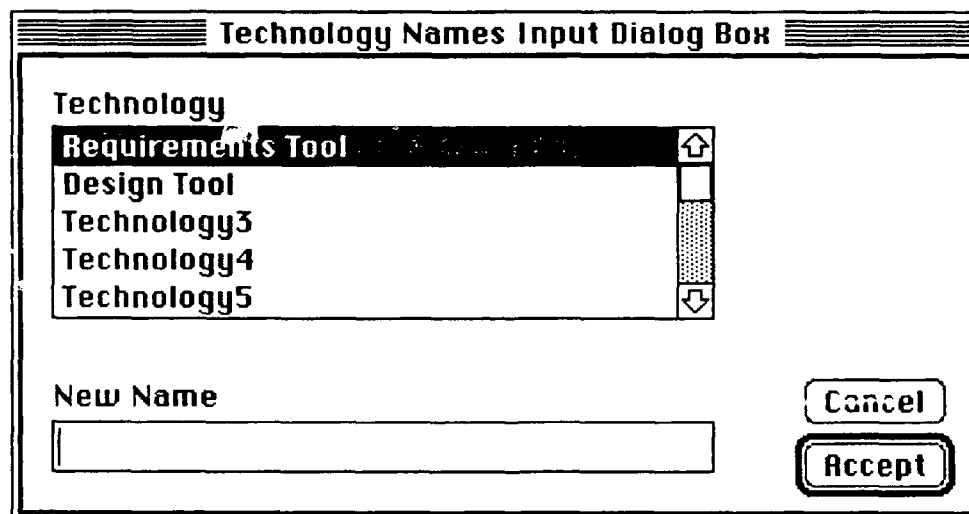 Technology Names Input Dialog Box
Technology
Requirements Tool
Design Tool
Technology3
Technology4
Technology5
New Name
Cancel
Accept